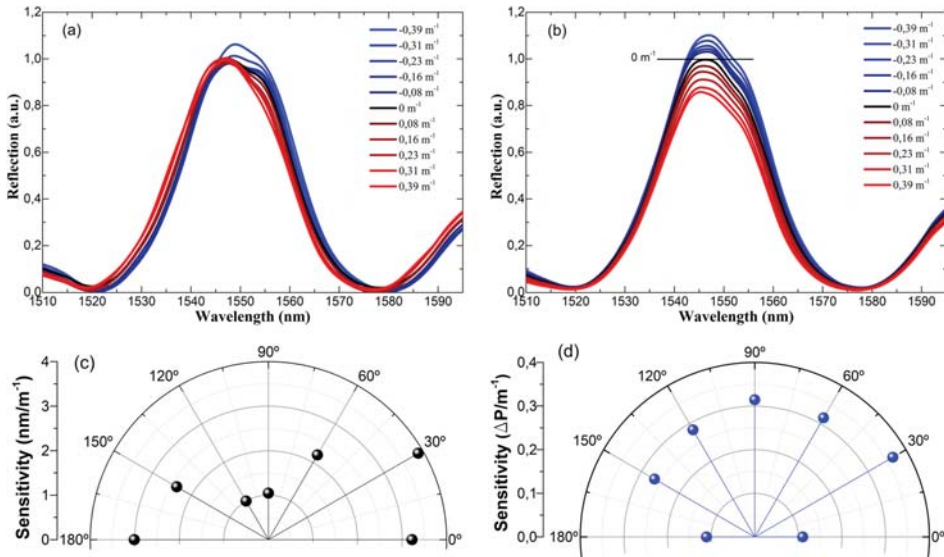 (a)
Reflection (a.u.)
1,2
1,0
0,8
0,6
0,4
0,2
0,0
1510 1520 1530 1540 1550 1560 1570 1580 1590
Wavelength (nm)
-0,39 m⁻¹
-0,31 m⁻¹
-0,23 m⁻¹
-0,16 m⁻¹
-0,08 m⁻¹
0 m⁻¹
0,08 m⁻¹
0,16 m⁻¹
0,23 m⁻¹
0,31 m⁻¹
0,39 m⁻¹
(b)
Reflection (a.u.)
1,2
1,0
0,8
0,6
0,4
0,2
0,0
0 m⁻¹
1510 1520 1530 1540 1550 1560 1570 1580 1590
Wavelength (nm)
-0,39 m⁻¹
-0,31 m⁻¹
-0,23 m⁻¹
-0,16 m⁻¹
-0,08 m⁻¹
0 m⁻¹
0,08 m⁻¹
0,16 m⁻¹
0,23 m⁻¹
0,31 m⁻¹
0,39 m⁻¹
(c)
Sensitivity (nm/m⁻¹)
4
3
2
1
0
180º
150º
120º
90º
60º
30º
0º
(d)
Sensitivity (ΔP/m⁻¹)
0,4
0,3
0,2
0,1
0,0
180º
150º
120º
90º
60º
30º
0º